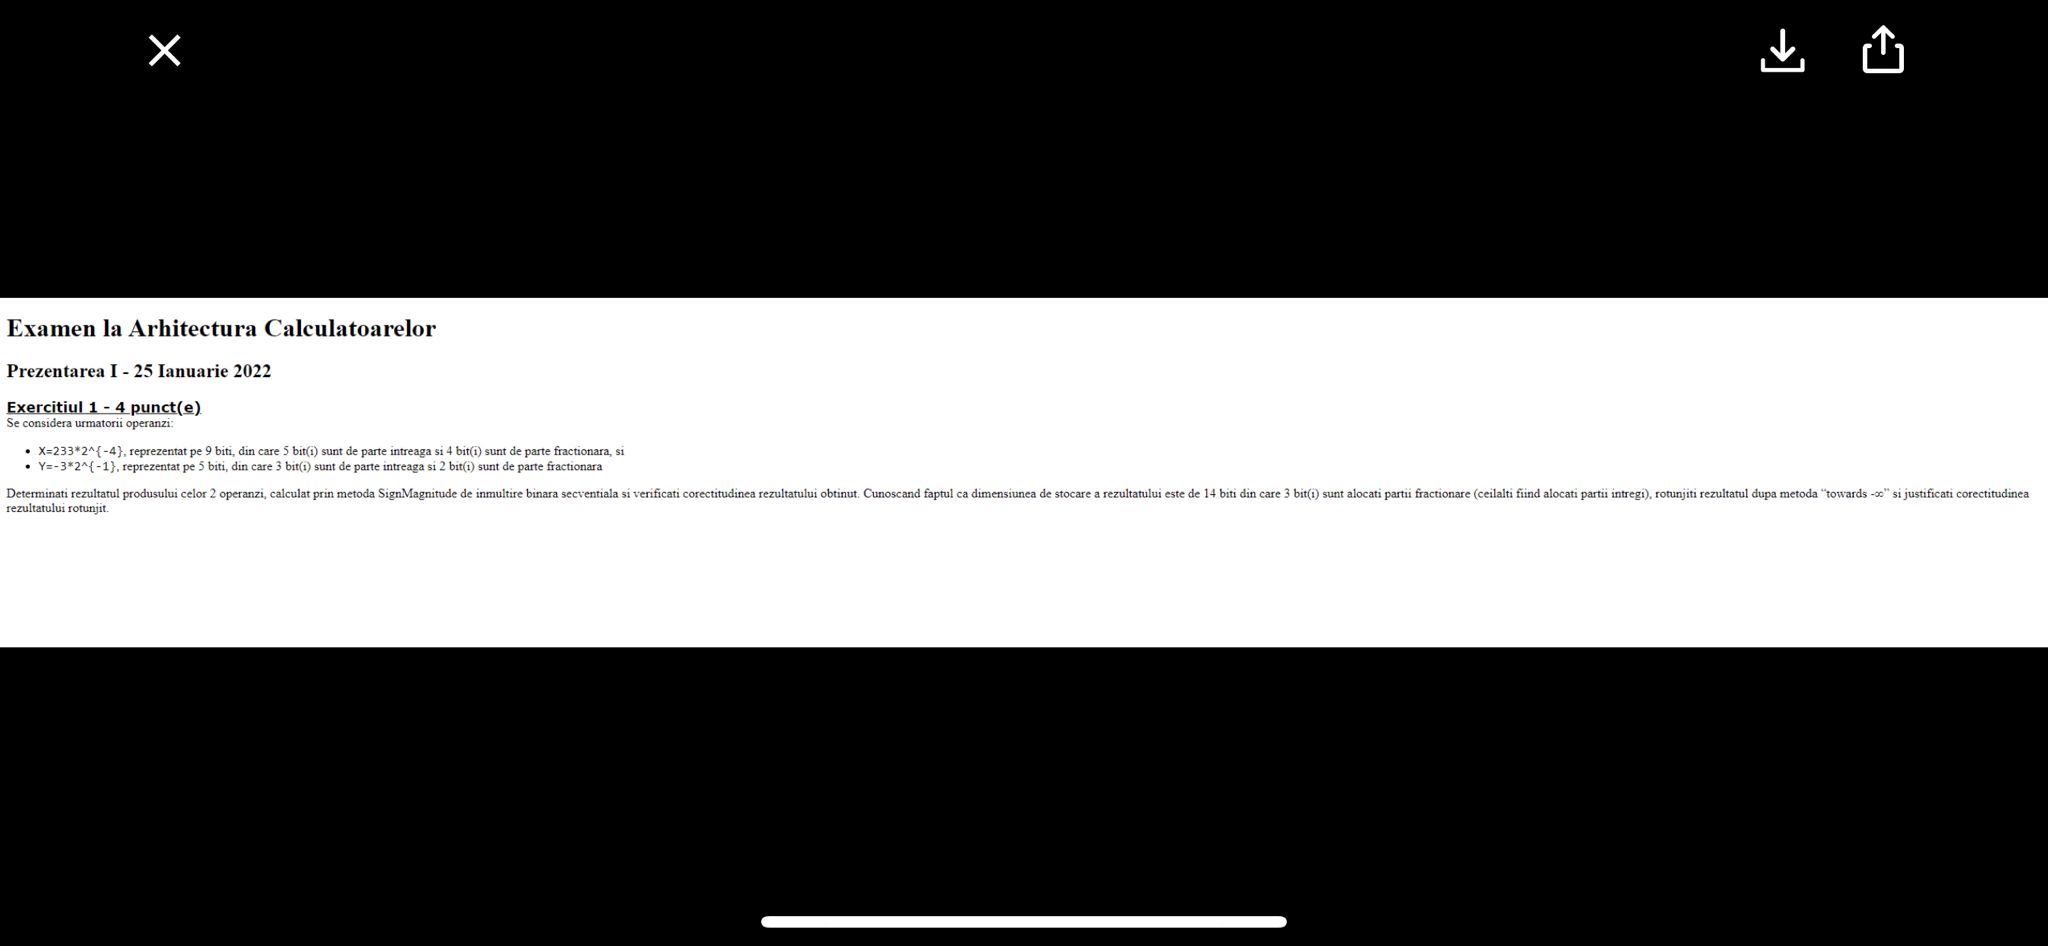 Examen la Arhitectura Calculatoarelor
Prezentarea I - 25 Ianuarie 2022
Exercitiul 1 - 4 punct(e)
Se considera urmatorii operanzi:
• X=233*2^{-4}, reprezentat pe 9 biti, din care 5 bit(i) sunt de parte intreaga si 4 bit(i) sunt de parte fractionara, si
• Y=-3*2^{-1}, reprezentat pe 5 biti, din care 3 bit(i) sunt de parte intreaga si 2 bit(i) sunt de parte fractionara
Determinati rezultatul produsului celor 2 operanzi, calculat prin metoda SignMagnitude de inmultire binara secventiala si verificati corectitudinea rezultatului obtinut. Cunoscand faptul ca dimensiunea de stocare a rezultatului este de 14 biti din care 3 bit(i) sunt alocati partii fractionare (ceilalti fiind alocati partii intregi), rotunjiti rezultatul dupa metoda “towards -∞” si justificati corectitudinea
rezultatului rotunjit.